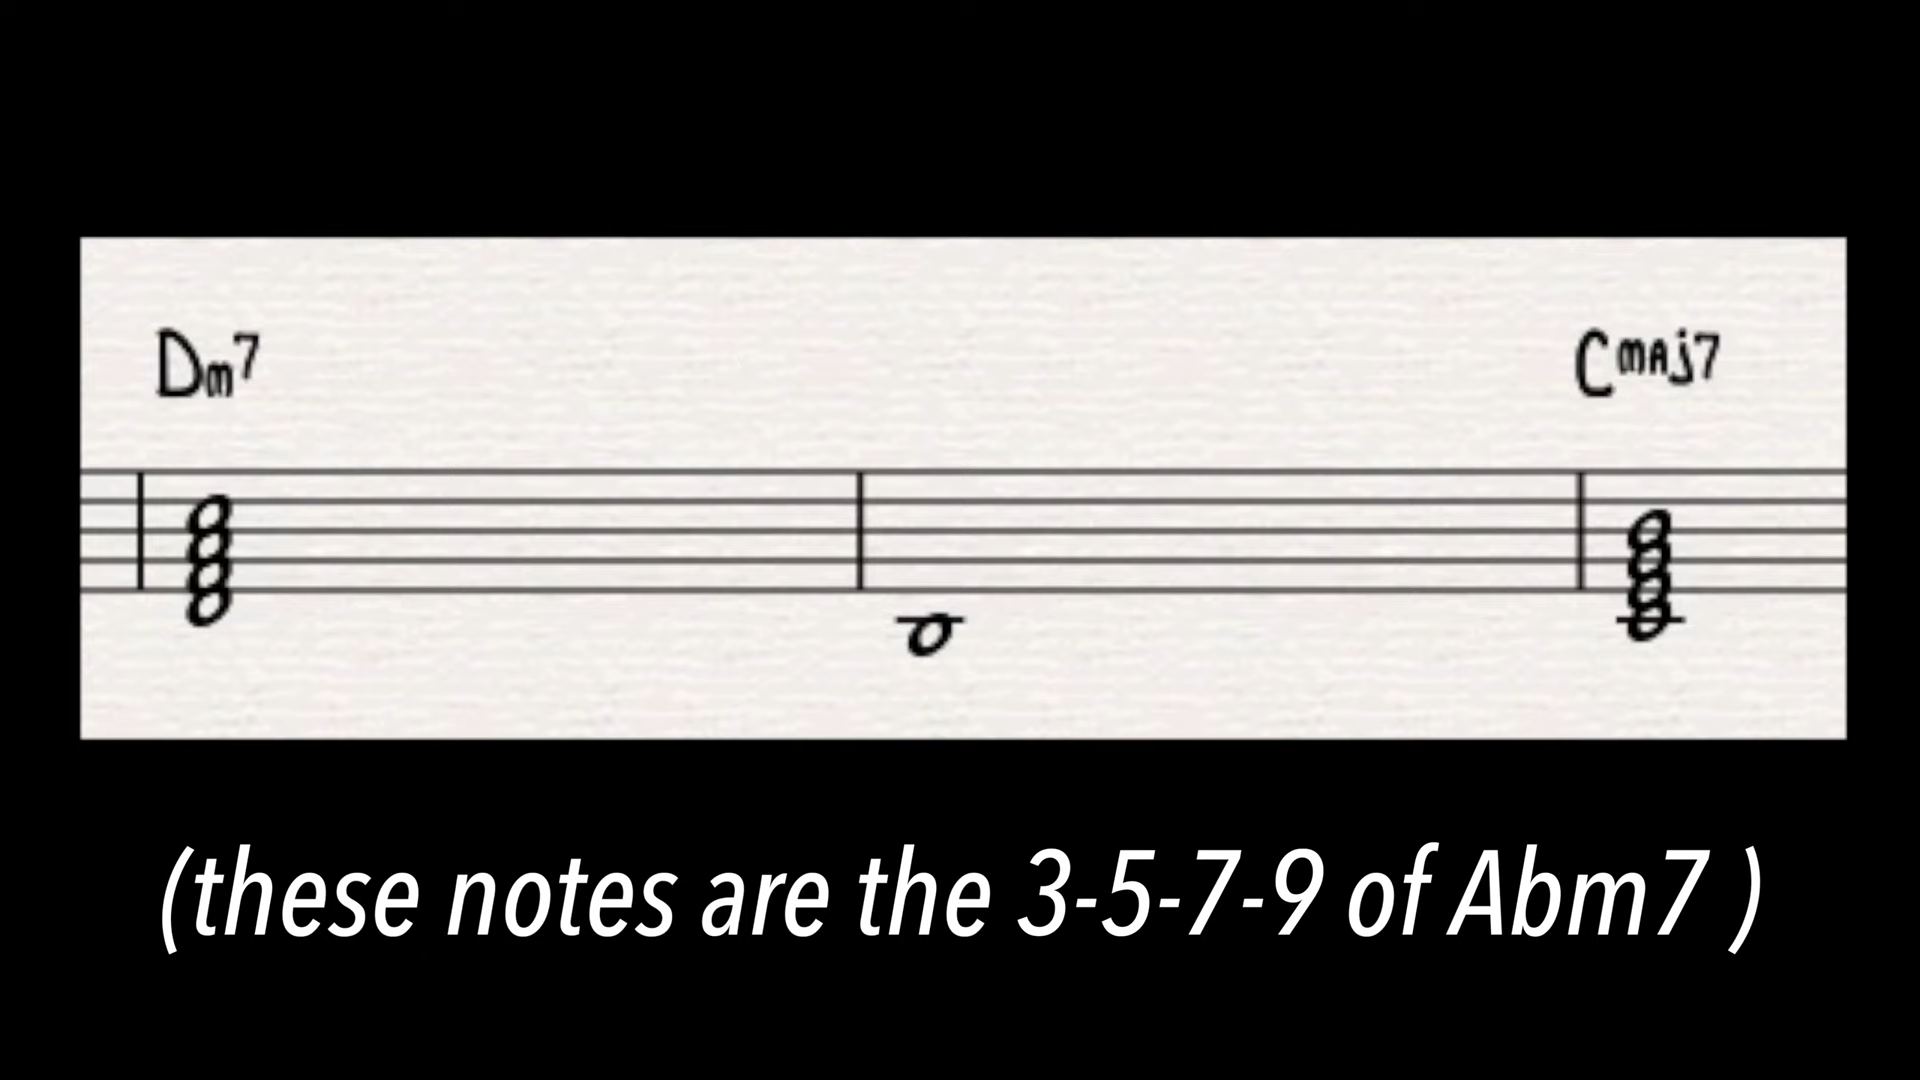 Dm7 Cmaj7
(these notes are the 3-5-7-9 of Abm7 )